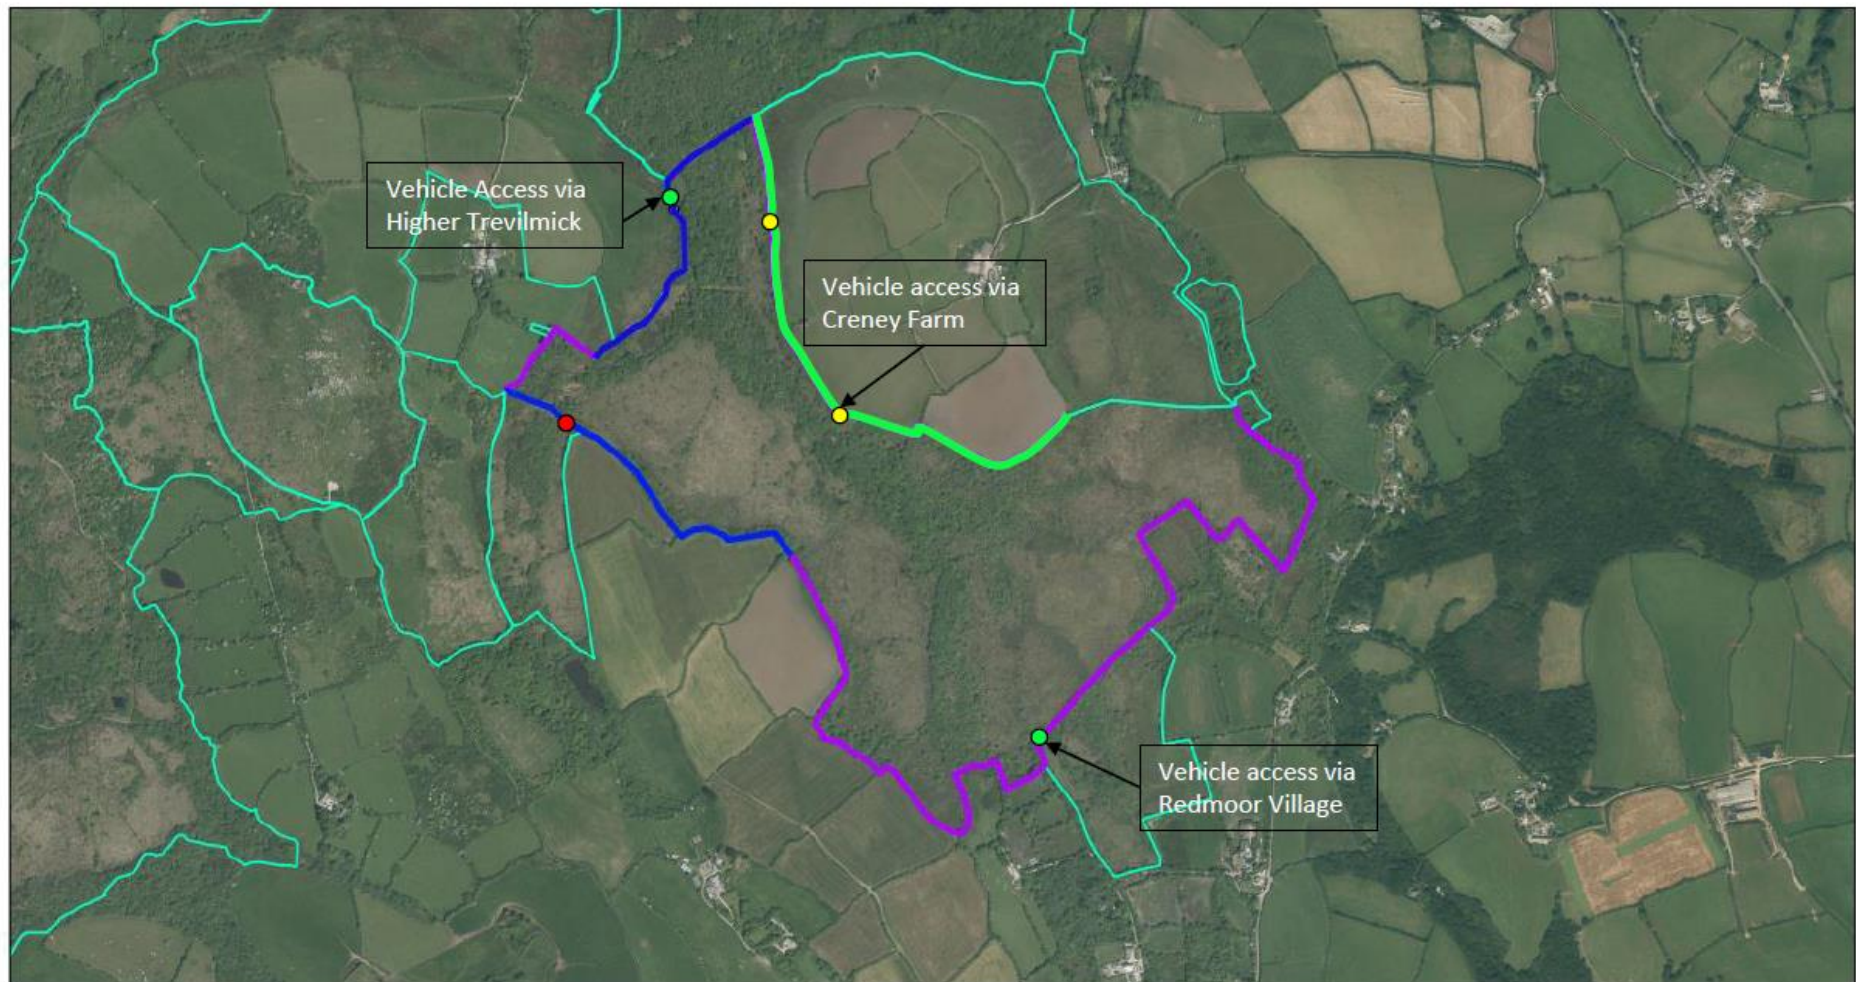 Vehicle Access via
Higher Trevilmick
Vehicle access via
Creney Farm
Vehicle access via
Redmoor Village